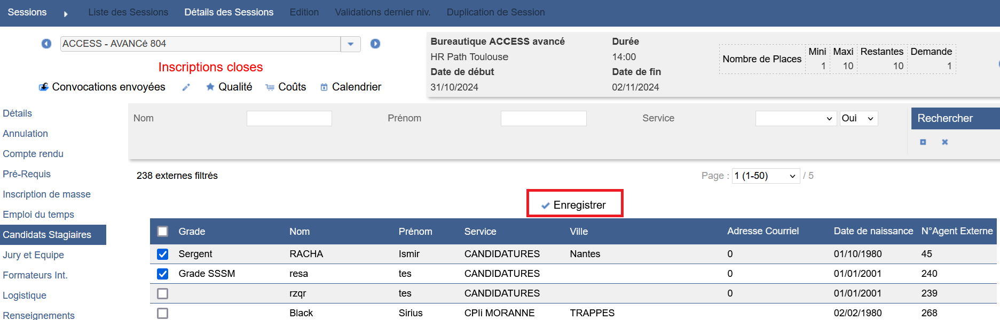 Sessions Liste des Sessions Détails des Sessions Edition Validations dernier niv. Duplication de Session
ACCESS - AVANCé 804
Inscriptions closes
Convocations envoyées Qualité Coûts Calendrier
Bureautique ACCESS avancé Durée
HR Path Toulouse 14:00
Date de début Date de fin
31/10/2024 02/11/2024
Nombre de Places Mini Maxi Restantes Demande
1 10 10 1
Détails
Annulation
Compte rendu
Pré-Requis
Inscription de masse
Emploi du temps
Candidats Stagiaires
Jury et Equipe
Formateurs Int.
Logistique
Renseignements
Nom Prénom Service Oui Rechercher
238 externes filtrés Page : 1 (1-50) / 5
Enregistrer
Grade Nom Prénom Service Ville Adresse Courriel Date de naissance N°Agent Externe
Sergent RACHA Ismir CANDIDATURES Nantes 0 01/10/1980 45
Grade SSSM resa tes CANDIDATURES 0 01/01/2001 240
rzqr tes CANDIDATURES 0 01/01/2001 239
Black Sirius CPIi MORANNE TRAPPES 02/02/1980 268